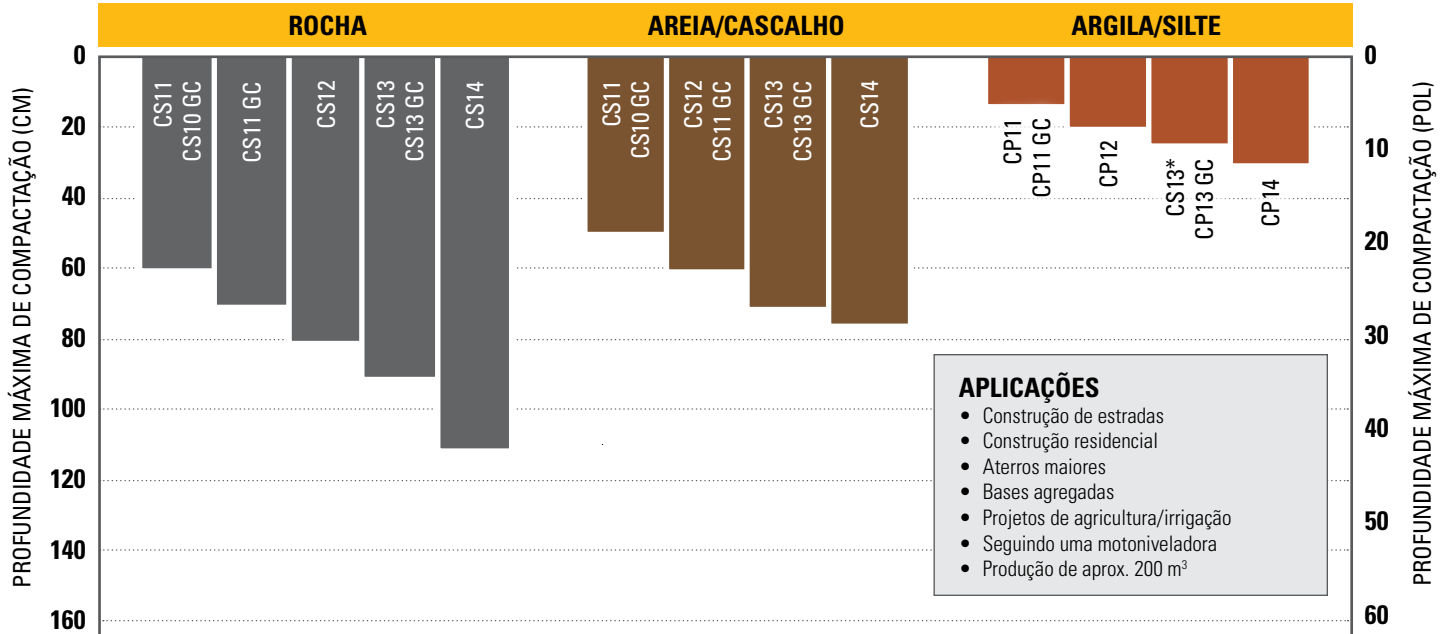 ROCHA
AREIA/CASCALHO
ARGILA/SILTE
PROFUNDIDADE MÁXIMA DE COMPACTAÇÃO (CM)
0
20
40
60
80
100
120
140
160
CS11
CS10 GC
CS11 GC
CS12
CS13
CS13 GC
CS14
CS11
CS10 GC
CS12
CS11 GC
CS13
CS13 GC
CS14
CP11
CP11 GC
CP12
CS13*
CP13 GC
CP14
APLICAÇÕES
• Construção de estradas
• Construção residencial
• Aterros maiores
• Bases agregadas
• Projetos de agricultura/irrigação
• Seguindo uma motoniveladora
• Produção de aprox. 200 m³
0
10
20
30
40
50
60
PROFUNDIDADE MÁXIMA DE COMPACTAÇÃO (POL)